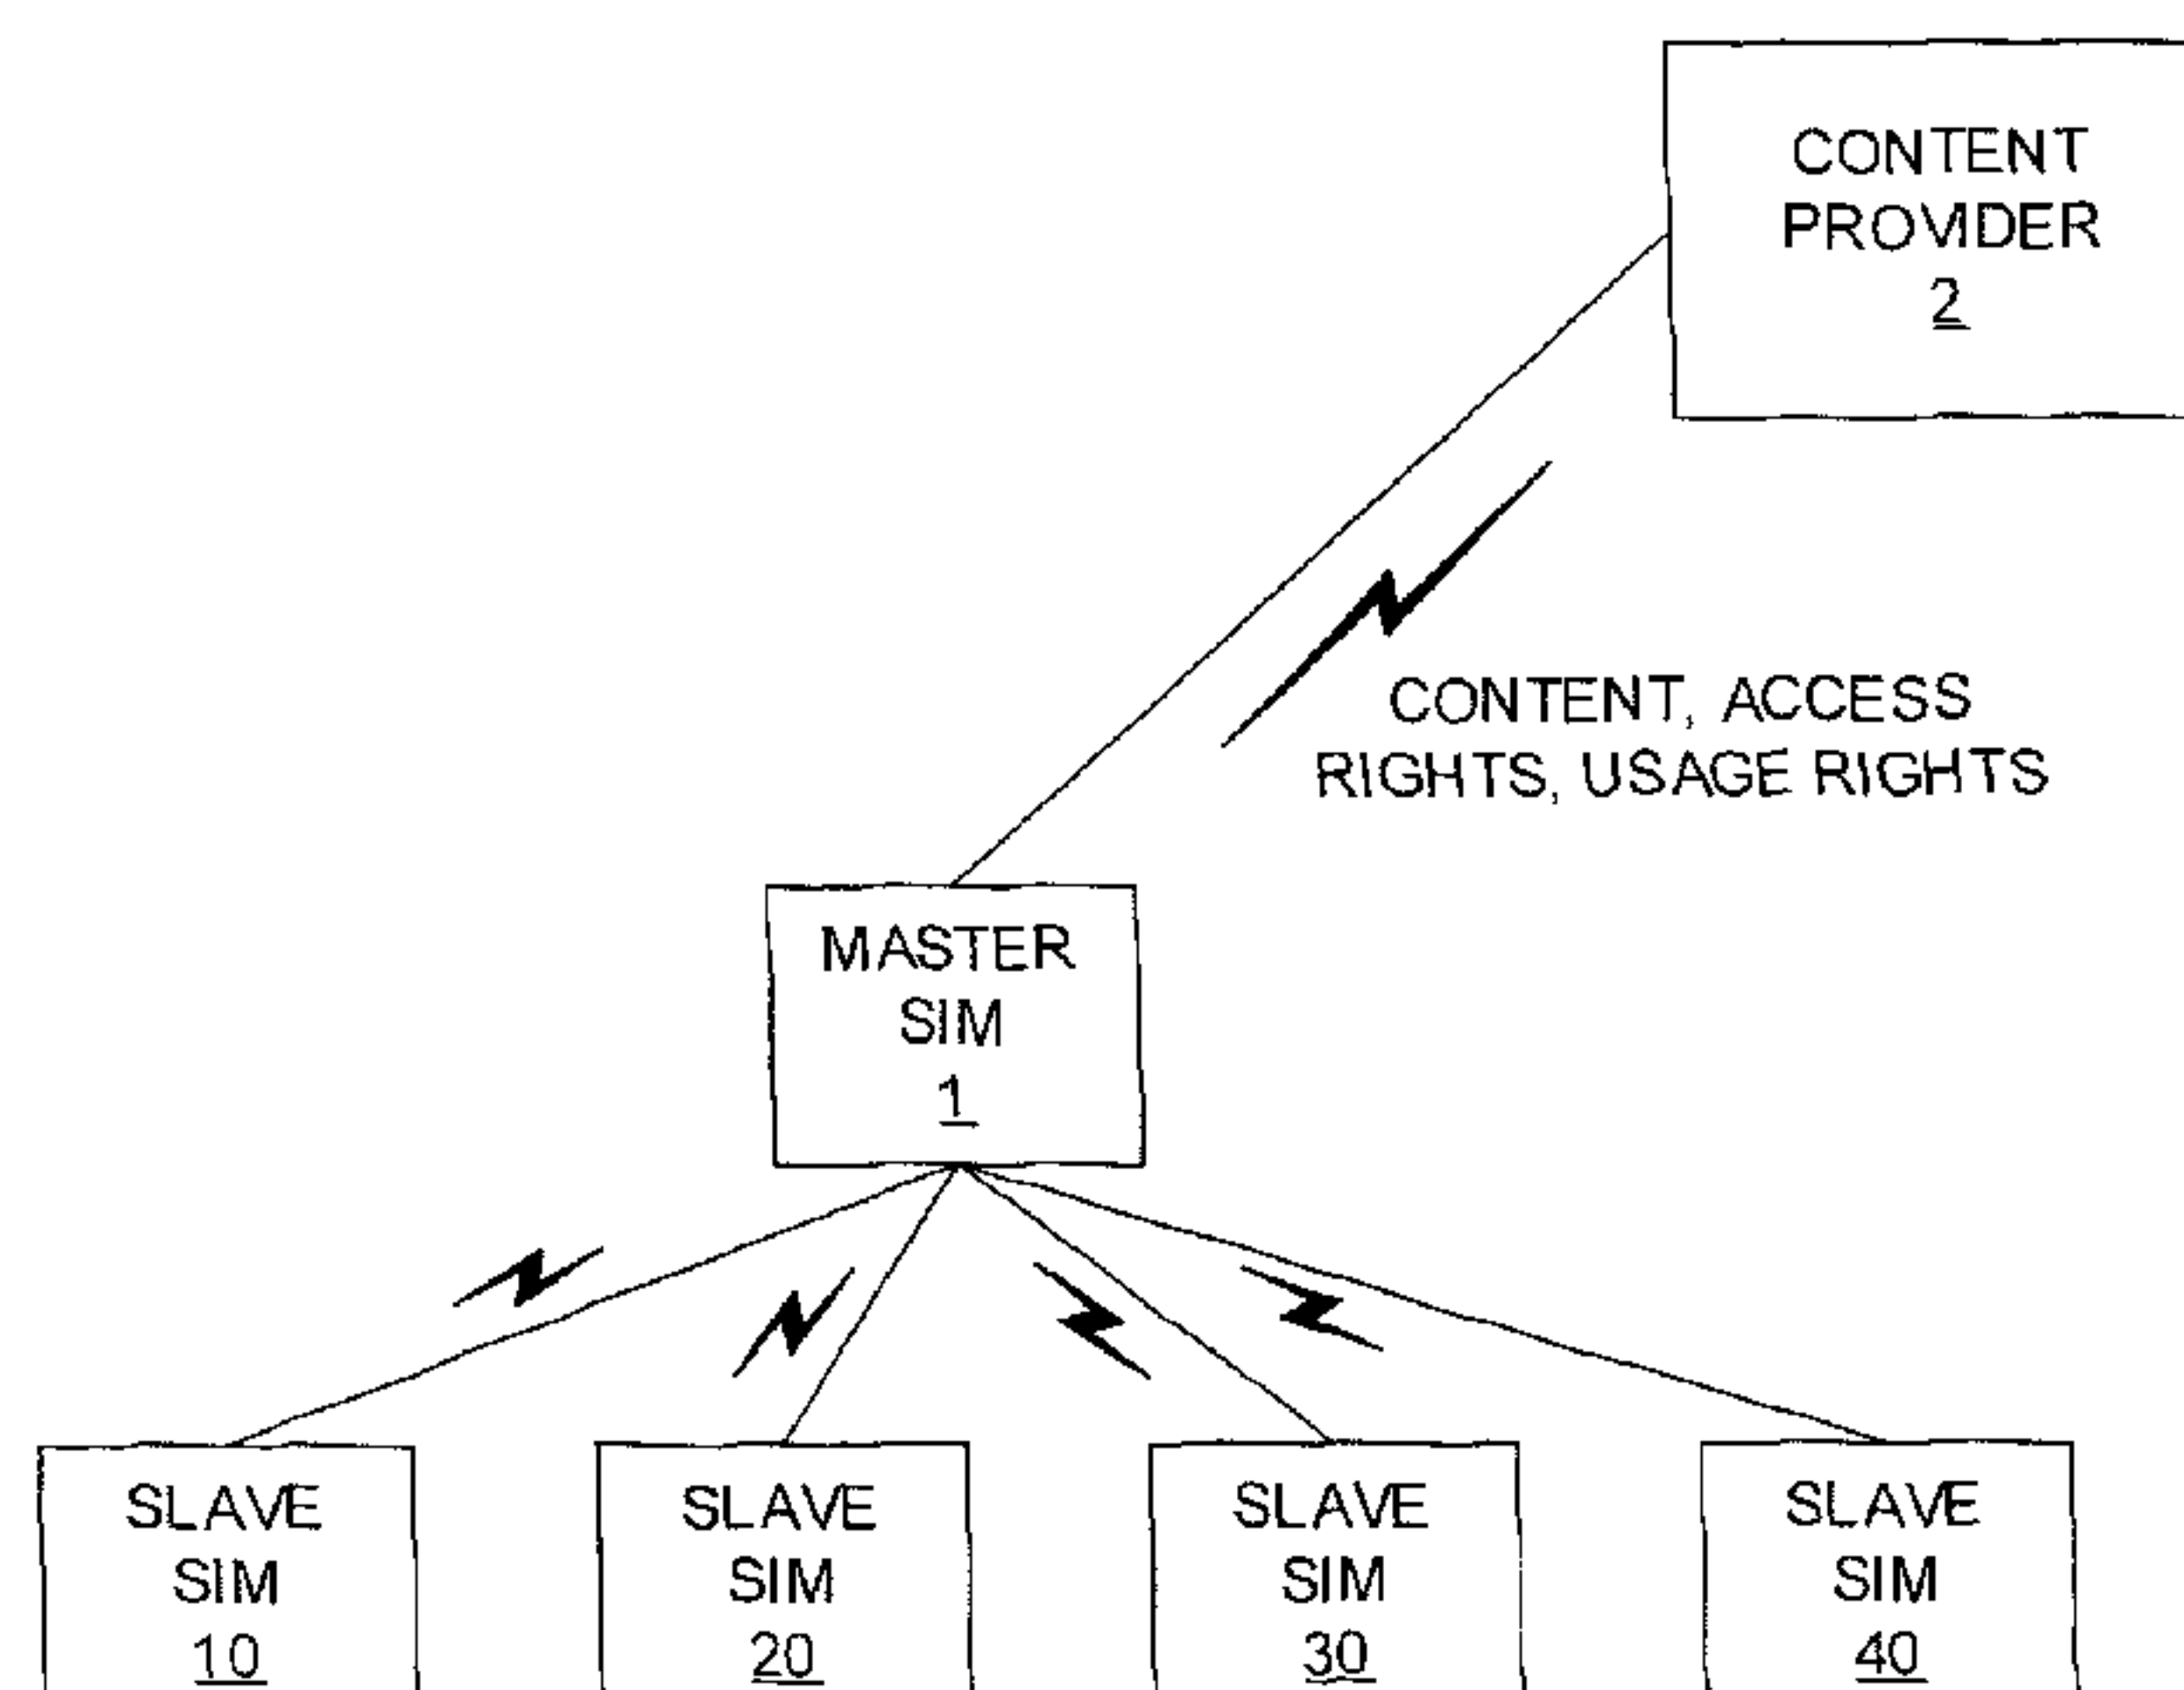 CONTENT
PROVIDER
2
CONTENT, ACCESS
RIGHTS, USAGE RIGHTS
MASTER
SIM
1
SLAVE
SIM
10
SLAVE
SIM
20
SLAVE
SIM
30
SLAVE
SIM
40